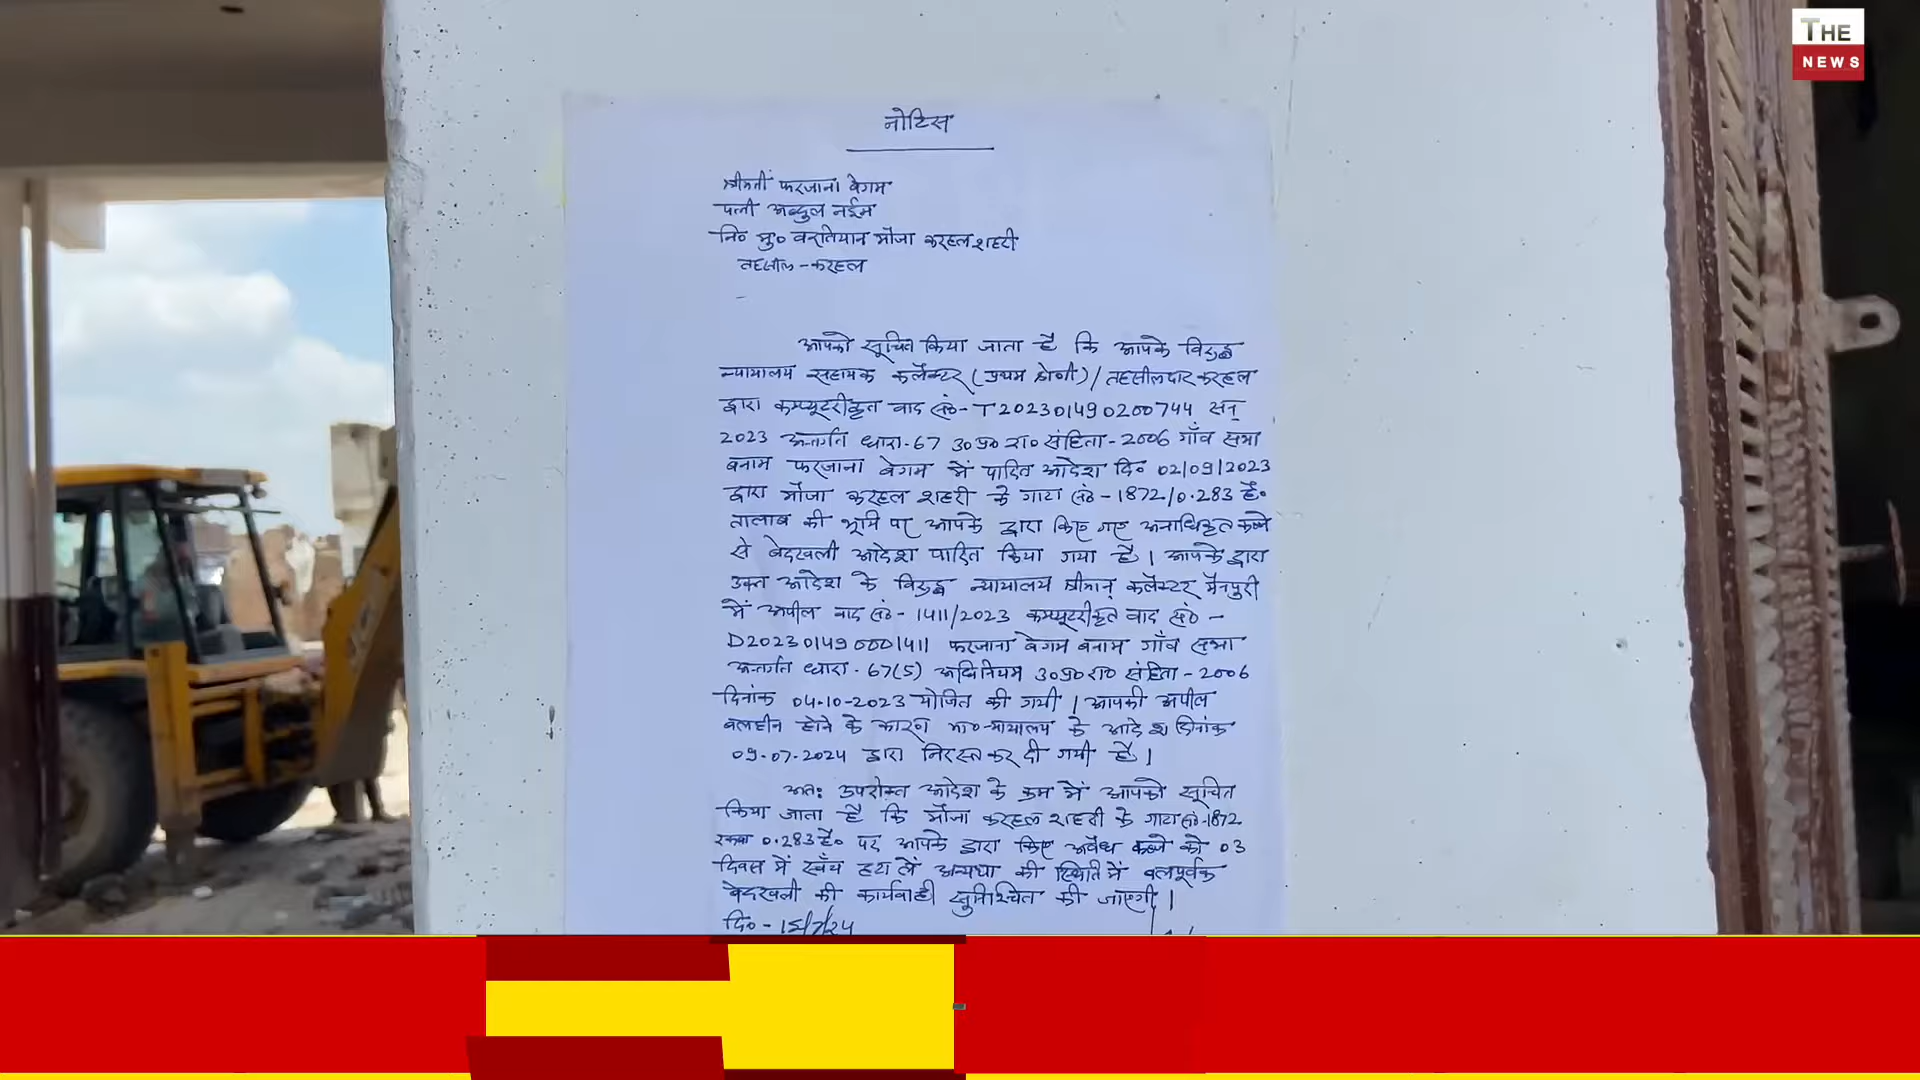 THE
NEWS
नोटिस
श्रीमती फरजाना बेगम
पत्नी अब्दुल नईम
नि० मु० मौजा करहल शहरी
तहसील - करहल
आपको सूचित किया जाता है कि आपके विरुद्ध
न्यायालय सहायक कलैक्टर (प्रथम श्रेणी) / तहसीलदार करहल
द्वारा कम्प्यूटरीकृत वाद सं०- T202301490200744 सन्
2023 अन्तर्गत धारा-67 उ०प्र० रा० संहिता-2006 गाँव सभा
बनाम फरजाना बेगम में पारित आदेश दि० 02/09/2023
द्वारा मौजा करहल शहरी के गाटा सं०-1872/0.283 है०
तालाब की भूमि पर आपके द्वारा किए गए अनाधिकृत कब्जे
से बेदखली आदेश पारित किया गया है। आपके द्वारा
उक्त आदेश के विरुद्ध न्यायालय श्रीमान् कलैक्टर मैनपुरी
में अपील वाद सं०- 1411/2023 कम्प्यूटरीकृत वाद सं० -
D202301490001411 फरजाना बेगम बनाम गाँव सभा
अन्तर्गत धारा-67(5) अधिनियम उ०प्र०रा० संहिता-2006
दिनांक 04-10-2023 योजित की गयी। आपकी अपील
बलहीन होने के कारण मा० न्यायालय के आदेश दिनांक
09.07.2024 द्वारा निरस्त कर दी गयी है।
अतः उपरोक्त आदेश के क्रम में आपको सूचित
किया जाता है कि मौजा करहल शहरी के गाटा सं०-1872
रकबा 0.283 है० पर आपके द्वारा किए अवैध कब्जे को 03
दिवस में स्वँय हटा लें अन्यथा की स्थिति में बलपूर्वक
बेदखली की कार्यवाही सुनिश्चित की जाएगी।
दि० -